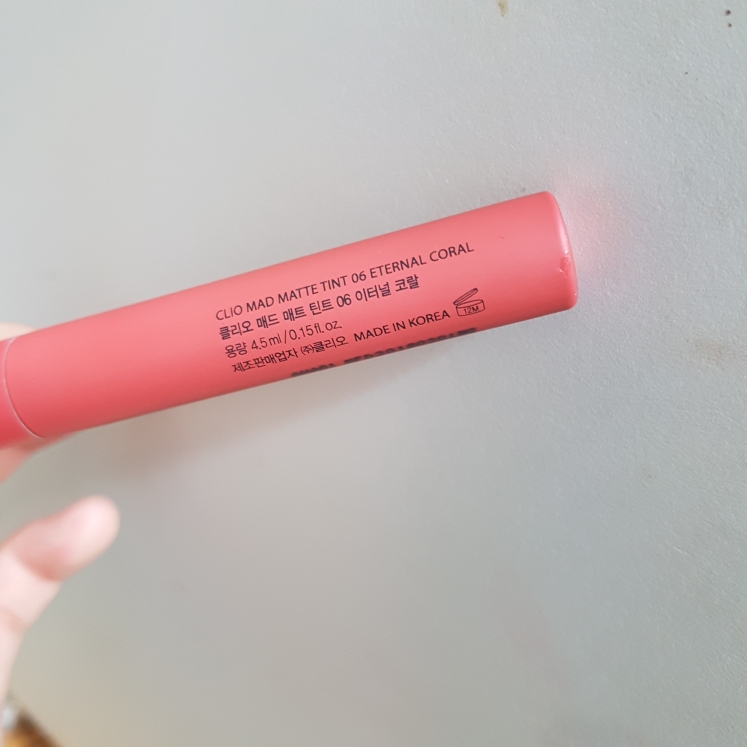 CLIO MAD MATTE TINT 06 ETERNAL CORAL
클리오 매드 매트 틴트 06 이터널 코랄
용량 4.5ml/0.15fl.oz.
제조판매업자 ㈜클리오 MADE IN KOREA 12M